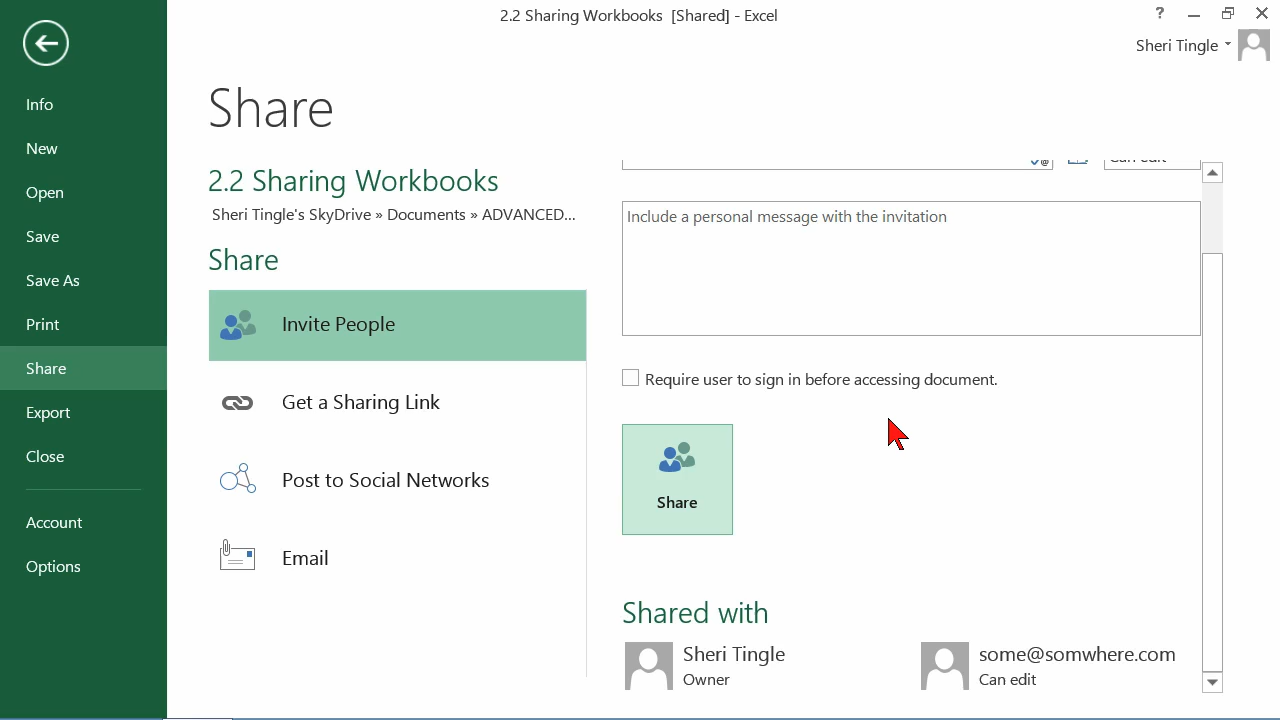 2.2 Sharing Workbooks [Shared] - Excel
?
Sheri Tingle
Info
New
Open
Save
Save As
Print
Share
Export
Close
Account
Options
Share
2.2 Sharing Workbooks
Sheri Tingle's SkyDrive » Documents » ADVANCED...
Share
Invite People
Get a Sharing Link
Post to Social Networks
Email
Can edit
Include a personal message with the invitation
Require user to sign in before accessing document.
Share
Shared with
Sheri Tingle
Owner
some@somwhere.com
Can edit